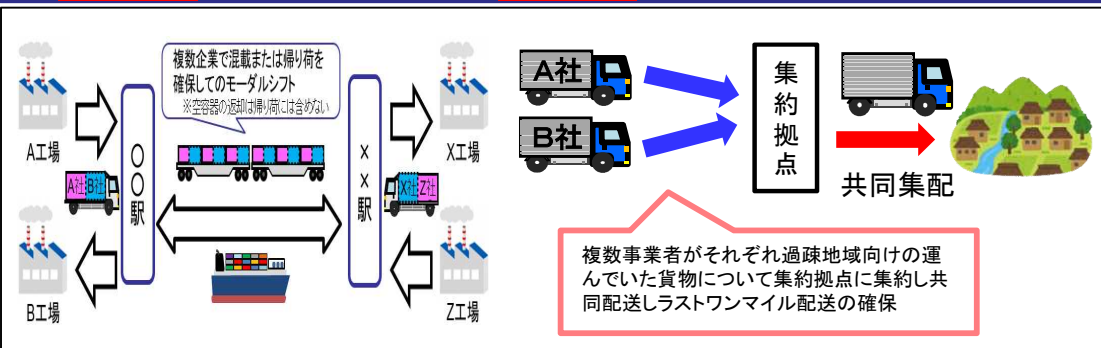 複数企業で混載または帰り荷を
確保してのモーダルシフト
※空容器の返却は帰り荷には含めない
A工場
〇〇駅
A社 B社
B工場
××駅
X社 Z社
X工場
Z工場
A社
B社
集約拠点
共同集配
複数事業者がそれぞれ過疎地域向けの運
んでいた貨物について集約拠点に集約し共
同配送しラストワンマイル配送の確保